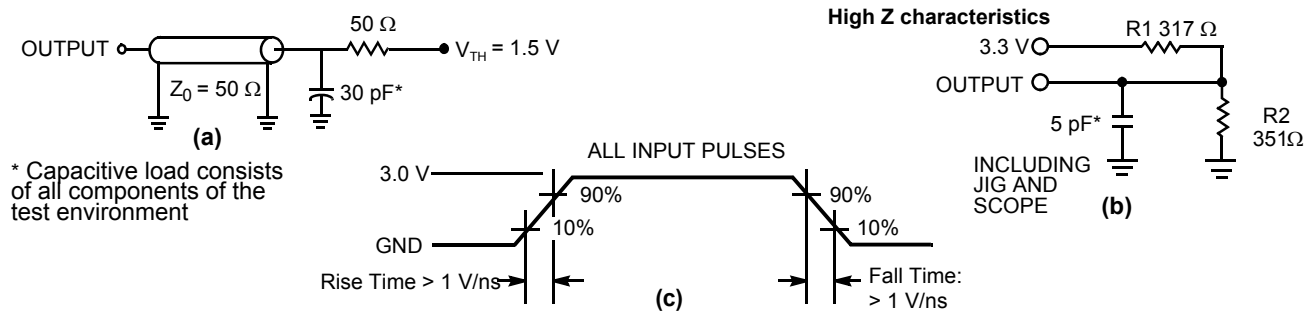 50 Ω
OUTPUT
V_TH = 1.5 V
Z_0 = 50 Ω
30 pF*
(a)
* Capacitive load consists
of all components of the
test environment
High Z characteristics
R1 317 Ω
3.3 V
OUTPUT
5 pF*
R2
351Ω
INCLUDING
JIG AND
SCOPE
(b)
ALL INPUT PULSES
3.0 V
90%
90%
10%
10%
GND
Rise Time > 1 V/ns
Fall Time:
> 1 V/ns
(c)